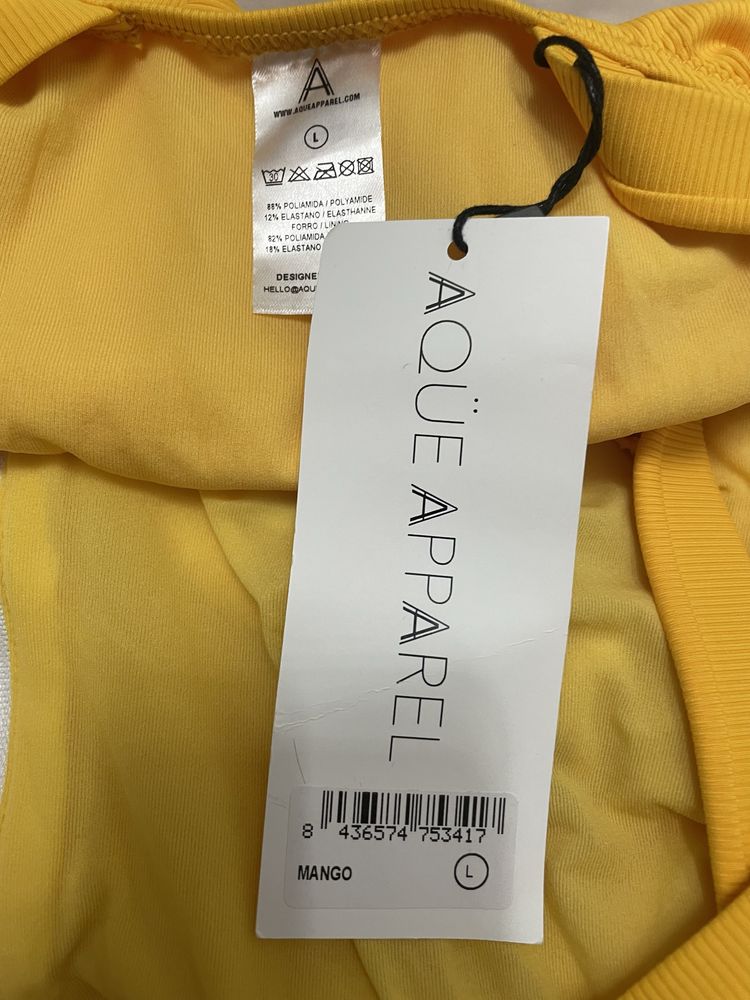 A
WWW.AQUEAPPAREL.COM
L
30
88% POLIAMIDA / POLYAMIDE
12% ELASTANO / ELASTHANNE
FORRO / LINING
82% POLIAMIDA
18% ELASTANO
DESIGNE
HELLO@AQU
AQÜE APPAREL
8 436574 753417
MANGO
L